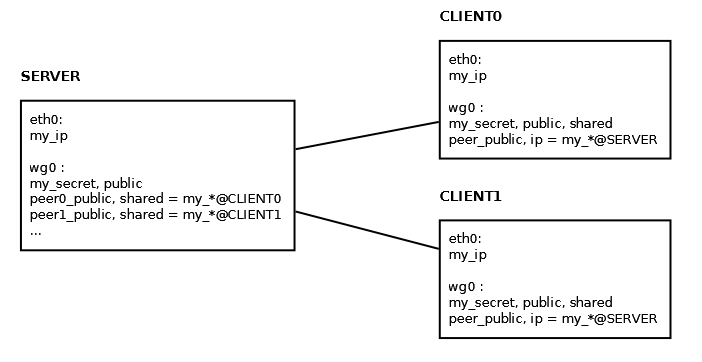 SERVER
eth0:
my_ip
wg0 :
my_secret, public
peer0_public, shared = my_*@CLIENT0
peer1_public, shared = my_*@CLIENT1
...
CLIENT0
eth0:
my_ip
wg0 :
my_secret, public, shared
peer_public, ip = my_*@SERVER
CLIENT1
eth0:
my_ip
wg0 :
my_secret, public, shared
peer_public, ip = my_*@SERVER